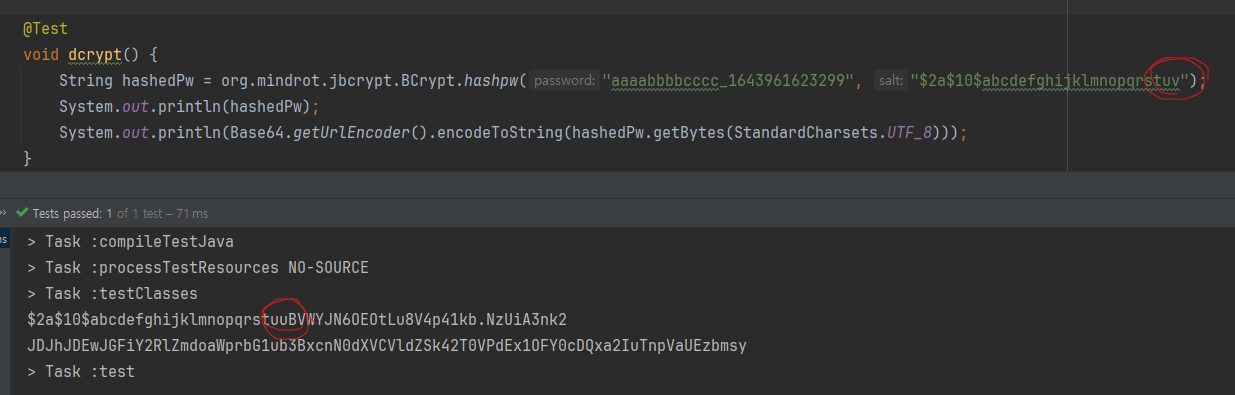 @Test
void dcrypt() {
String hashedPw = org.mindrot.jbcrypt.BCrypt.hashpw( password: "aaaabbbbcccc_1643961623299", salt: "$2a$10$abcdefghijklmnopqrstuv");
System.out.println(hashedPw);
System.out.println(Base64.getUrlEncoder().encodeToString(hashedPw.getBytes(StandardCharsets.UTF_8)));
}
>> Tests passed: 1 of 1 test – 71 ms
ns > Task :compileTestJava
> Task :processTestResources NO-SOURCE
> Task :testClasses
$2a$10$abcdefghijklmnopqrstuuBVWYJN6OEOtLu8V4p41kb.NzUiA3nk2
JDJhJDEwJGFiY2RlZmdoaWprbG1ub3BxcnN0dXVCVldZSk42T0VPdEx1OFY0cDQxa2IuTnpVaUEzbmsy
> Task :test